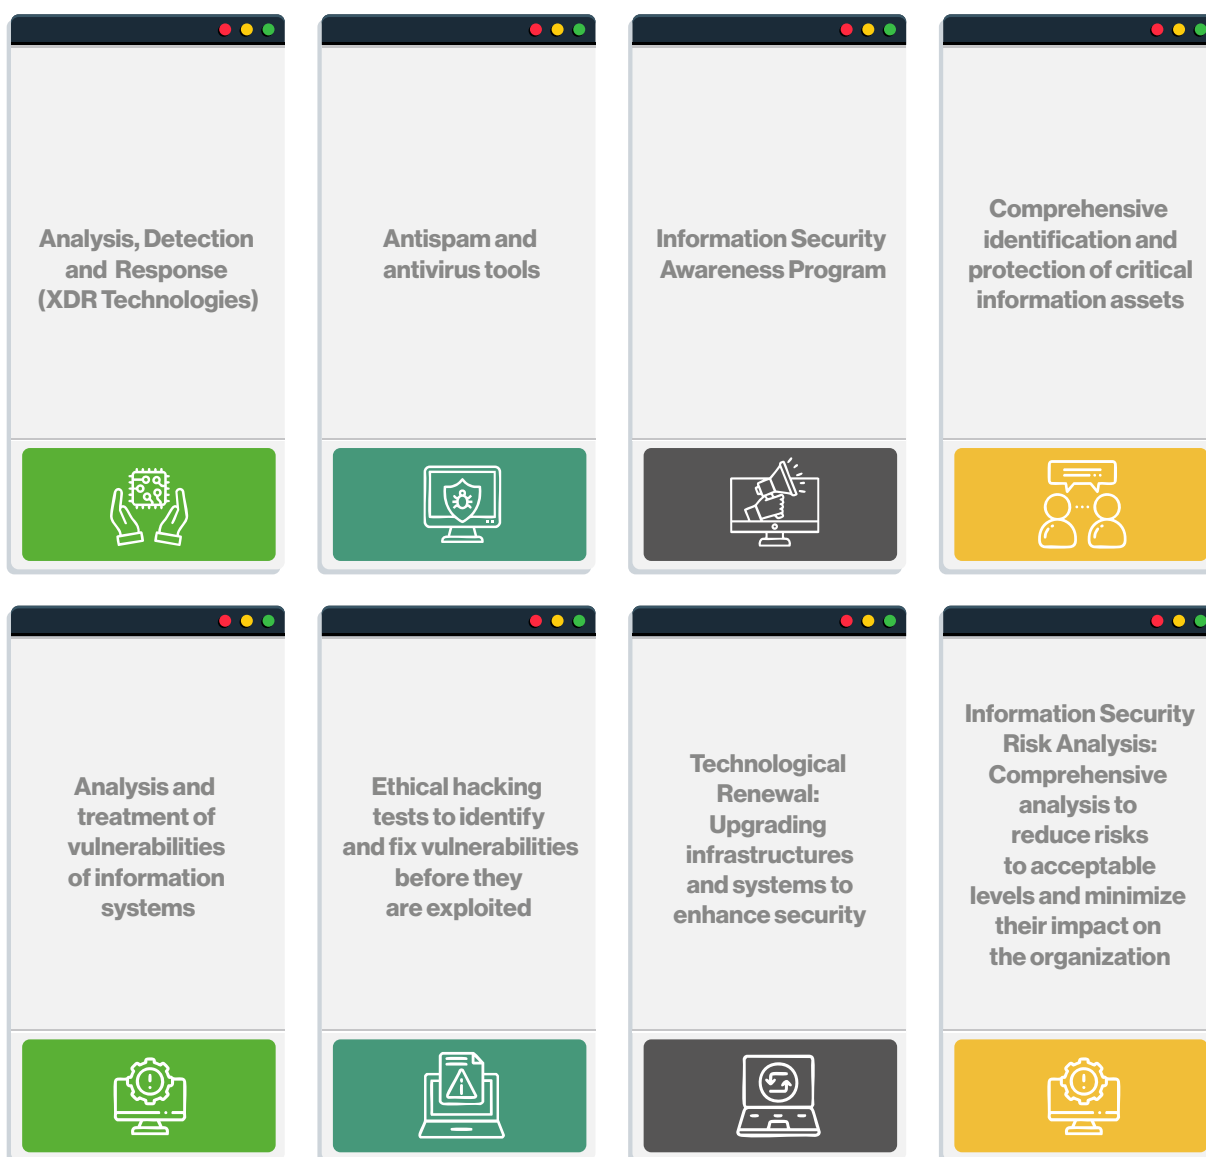 Analysis, Detection
and Response
(XDR Technologies)
Antispam and
antivirus tools
Information Security
Awareness Program
Comprehensive
identification and
protection of critical
information assets
Analysis and
treatment of
vulnerabilities
of information
systems
Ethical hacking
tests to identify
and fix vulnerabilities
before they
are exploited
Technological
Renewal:
Upgrading
infrastructures
and systems to
enhance security
Information Security
Risk Analysis:
Comprehensive
analysis to
reduce risks
to acceptable
levels and minimize
their impact on
the organization